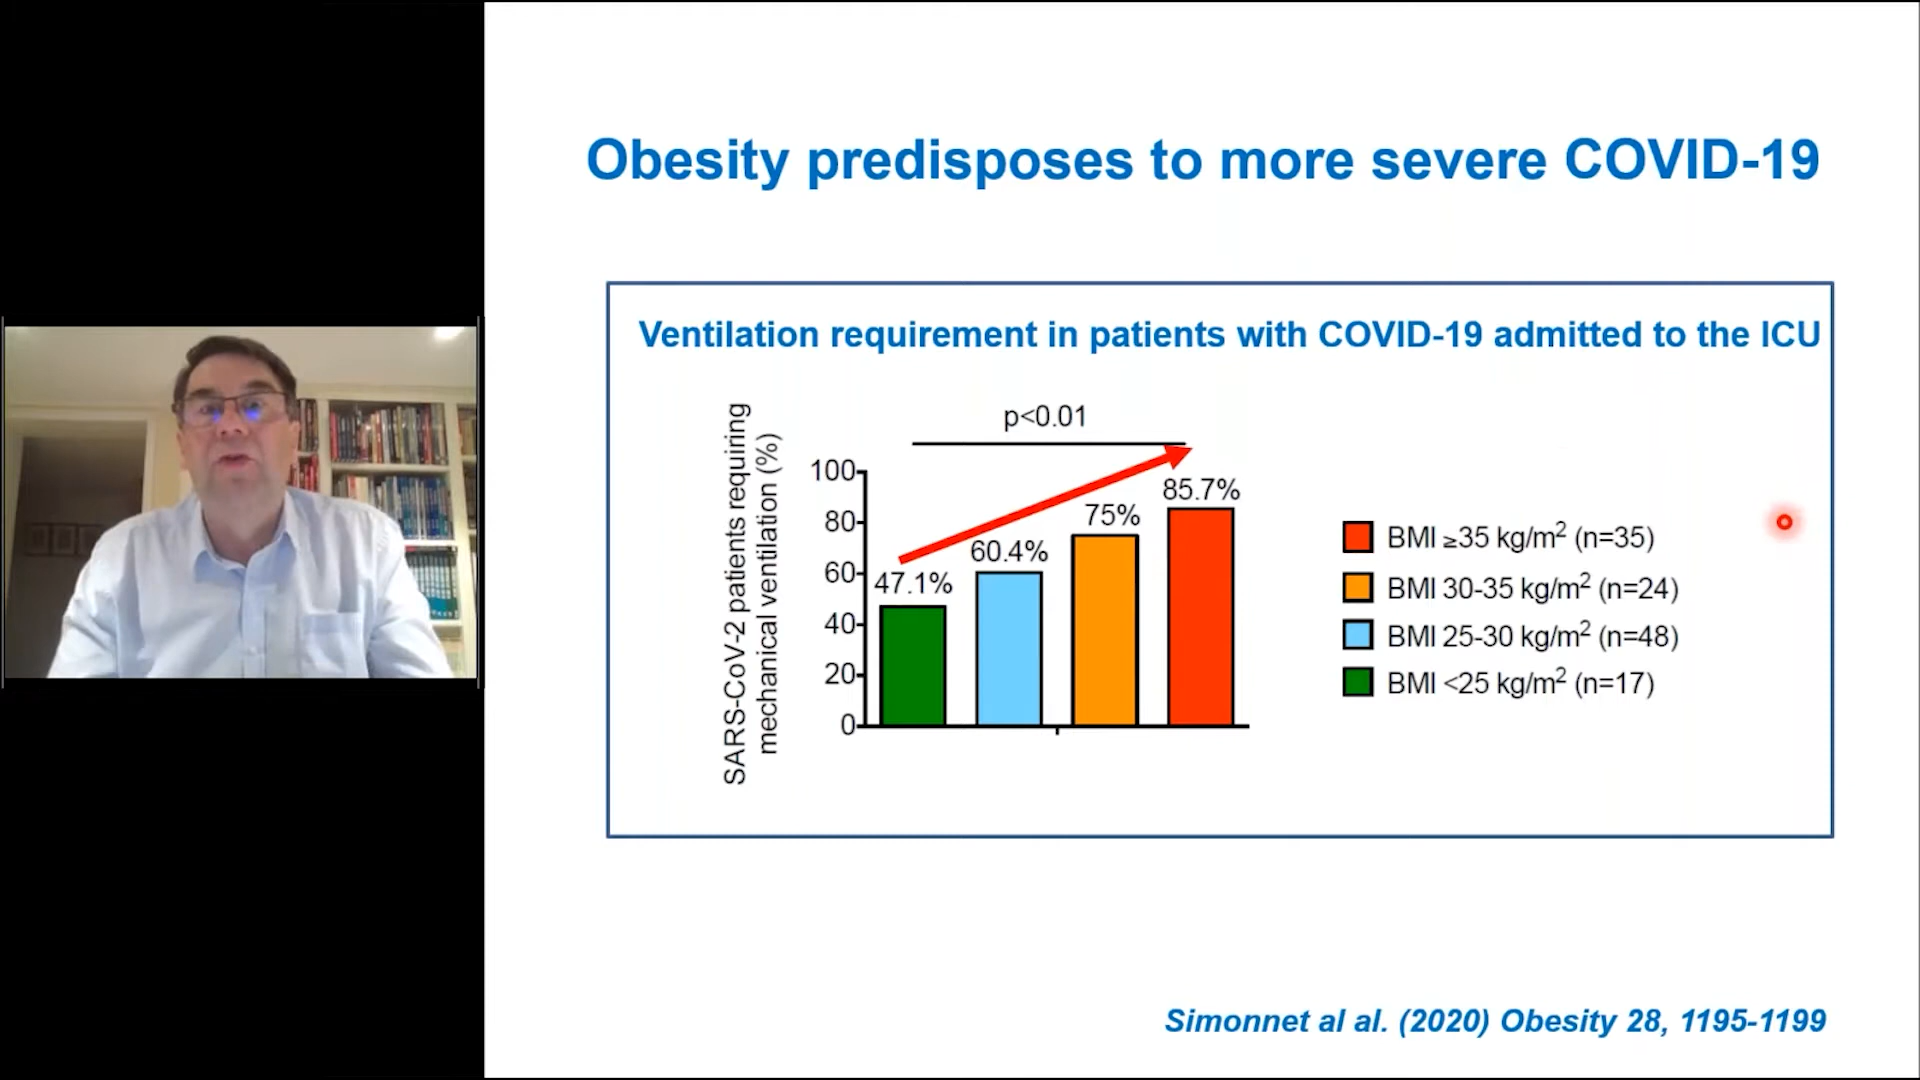 Obesity predisposes to more severe COVID-19
Ventilation requirement in patients with COVID-19 admitted to the ICU
SARS-CoV-2 patients requiring
mechanical ventilation (%)
p<0.01
100
80
60
40
20
0
47.1%
60.4%
75%
85.7%
BMI ≥35 kg/m² (n=35)
BMI 30-35 kg/m² (n=24)
BMI 25-30 kg/m² (n=48)
BMI <25 kg/m² (n=17)
Simonnet al al. (2020) Obesity 28, 1195-1199